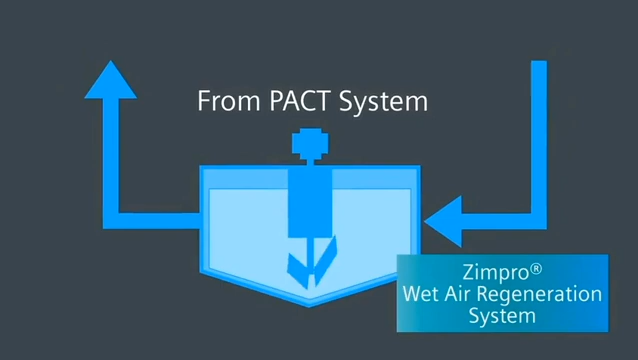 From PACT System
Zimpro®
Wet Air Regeneration
System